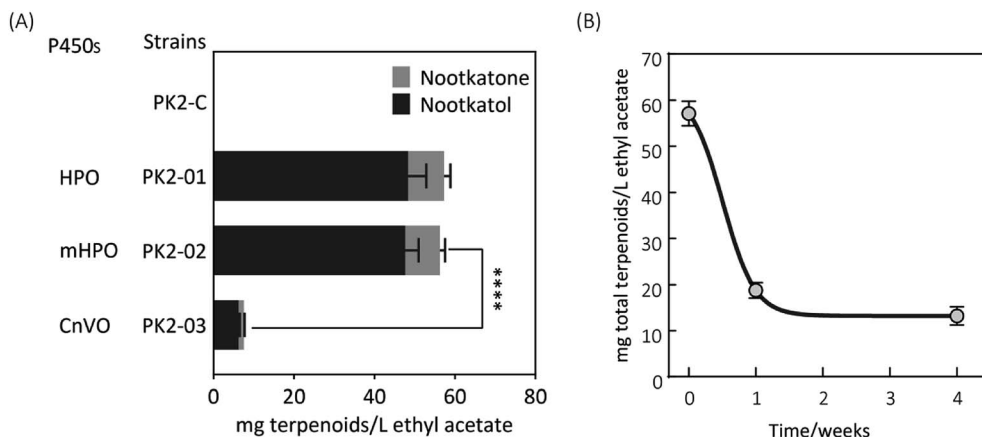 (A)
P450s Strains
Nootkatone
Nootkatol
PK2-C
HPO PK2-01
mHPO PK2-02
CnVO PK2-03
****
0 20 40 60 80
mg terpenoids/L ethyl acetate
(B)
mg total terpenoids/L ethyl acetate
70
60
50
40
30
20
10
0
0 1 2 3 4
Time/weeks